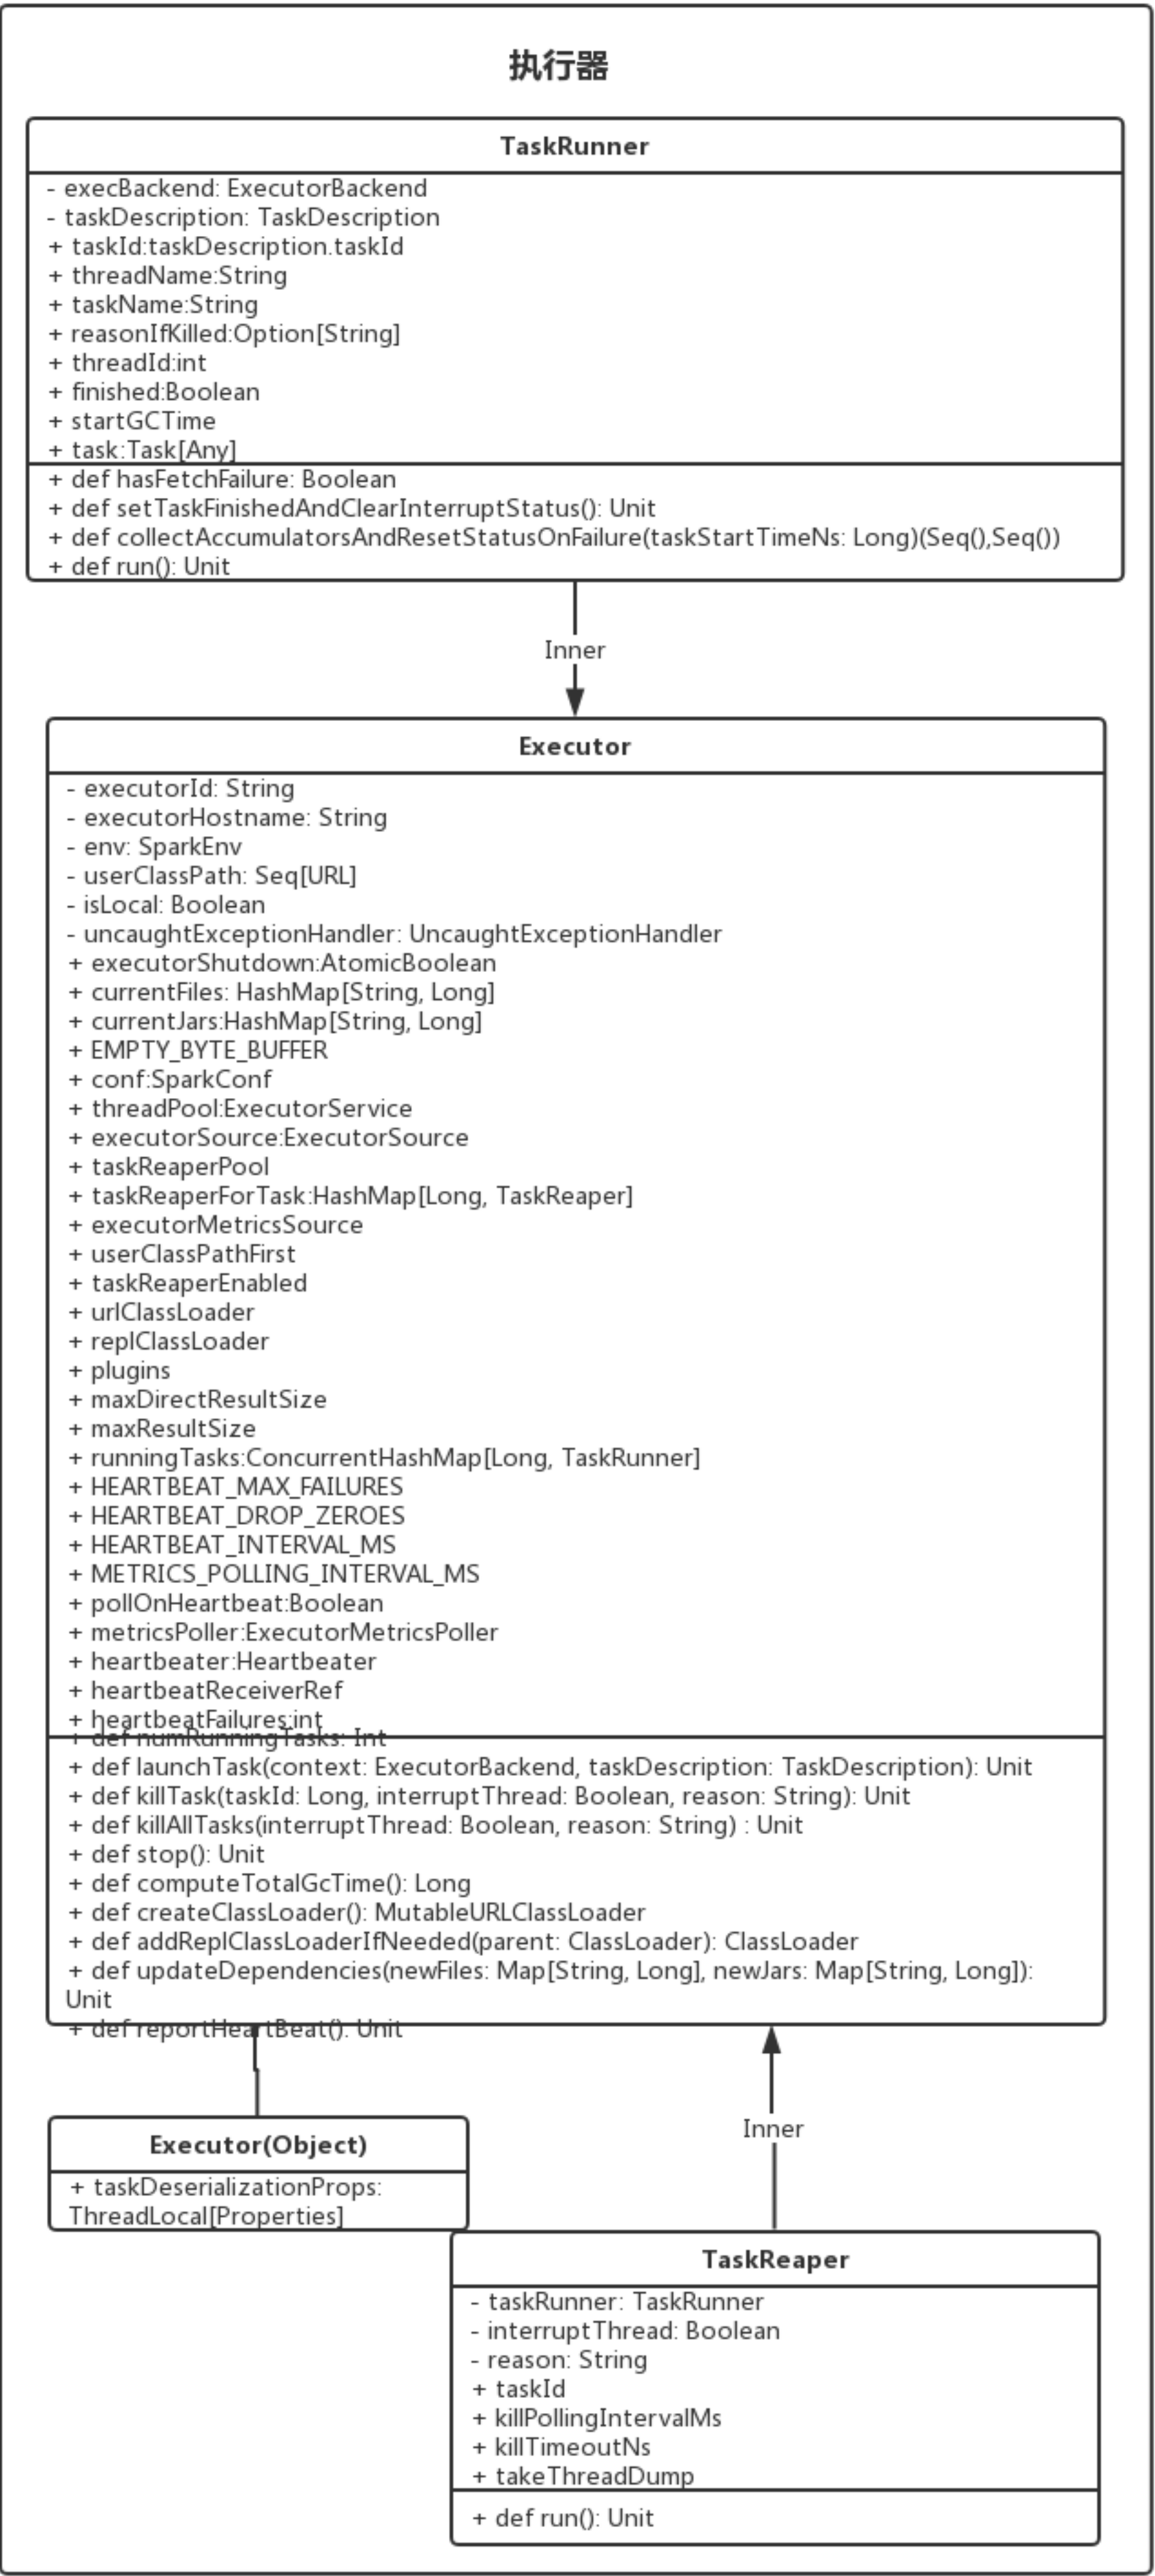 执行器
TaskRunner
- execBackend: ExecutorBackend
- taskDescription: TaskDescription
+ taskId:taskDescription.taskId
+ threadName:String
+ taskName:String
+ reasonIfKilled:Option[String]
+ threadId:int
+ finished:Boolean
+ startGCTime
+ task:Task[Any]
+ def hasFetchFailure: Boolean
+ def setTaskFinishedAndClearInterruptStatus(): Unit
+ def collectAccumulatorsAndResetStatusOnFailure(taskStartTimeNs: Long)(Seq(),Seq())
+ def run(): Unit
Inner
Executor
- executorId: String
- executorHostname: String
- env: SparkEnv
- userClassPath: Seq[URL]
- isLocal: Boolean
- uncaughtExceptionHandler: UncaughtExceptionHandler
+ executorShutdown:AtomicBoolean
+ currentFiles: HashMap[String, Long]
+ currentJars:HashMap[String, Long]
+ EMPTY_BYTE_BUFFER
+ conf:SparkConf
+ threadPool:ExecutorService
+ executorSource:ExecutorSource
+ taskReaperPool
+ taskReaperForTask:HashMap[Long, TaskReaper]
+ executorMetricsSource
+ userClassPathFirst
+ taskReaperEnabled
+ urlClassLoader
+ replClassLoader
+ plugins
+ maxDirectResultSize
+ maxResultSize
+ runningTasks:ConcurrentHashMap[Long, TaskRunner]
+ HEARTBEAT_MAX_FAILURES
+ HEARTBEAT_DROP_ZEROES
+ HEARTBEAT_INTERVAL_MS
+ METRICS_POLLING_INTERVAL_MS
+ pollOnHeartbeat:Boolean
+ metricsPoller:ExecutorMetricsPoller
+ heartbeater:Heartbeater
+ heartbeatReceiverRef
+ heartbeatFailures:int
+ def numRunningTasks: Int
+ def launchTask(context: ExecutorBackend, taskDescription: TaskDescription): Unit
+ def killTask(taskId: Long, interruptThread: Boolean, reason: String): Unit
+ def killAllTasks(interruptThread: Boolean, reason: String) : Unit
+ def stop(): Unit
+ def computeTotalGcTime(): Long
+ def createClassLoader(): MutableURLClassLoader
+ def addReplClassLoaderIfNeeded(parent: ClassLoader): ClassLoader
+ def updateDependencies(newFiles: Map[String, Long], newJars: Map[String, Long]):
Unit
+ def reportHeartBeat(): Unit
Inner
Executor(Object)
+ taskDeserializationProps:
ThreadLocal[Properties]
TaskReaper
- taskRunner: TaskRunner
- interruptThread: Boolean
- reason: String
+ taskId
+ killPollingIntervalMs
+ killTimeoutNs
+ takeThreadDump
+ def run(): Unit